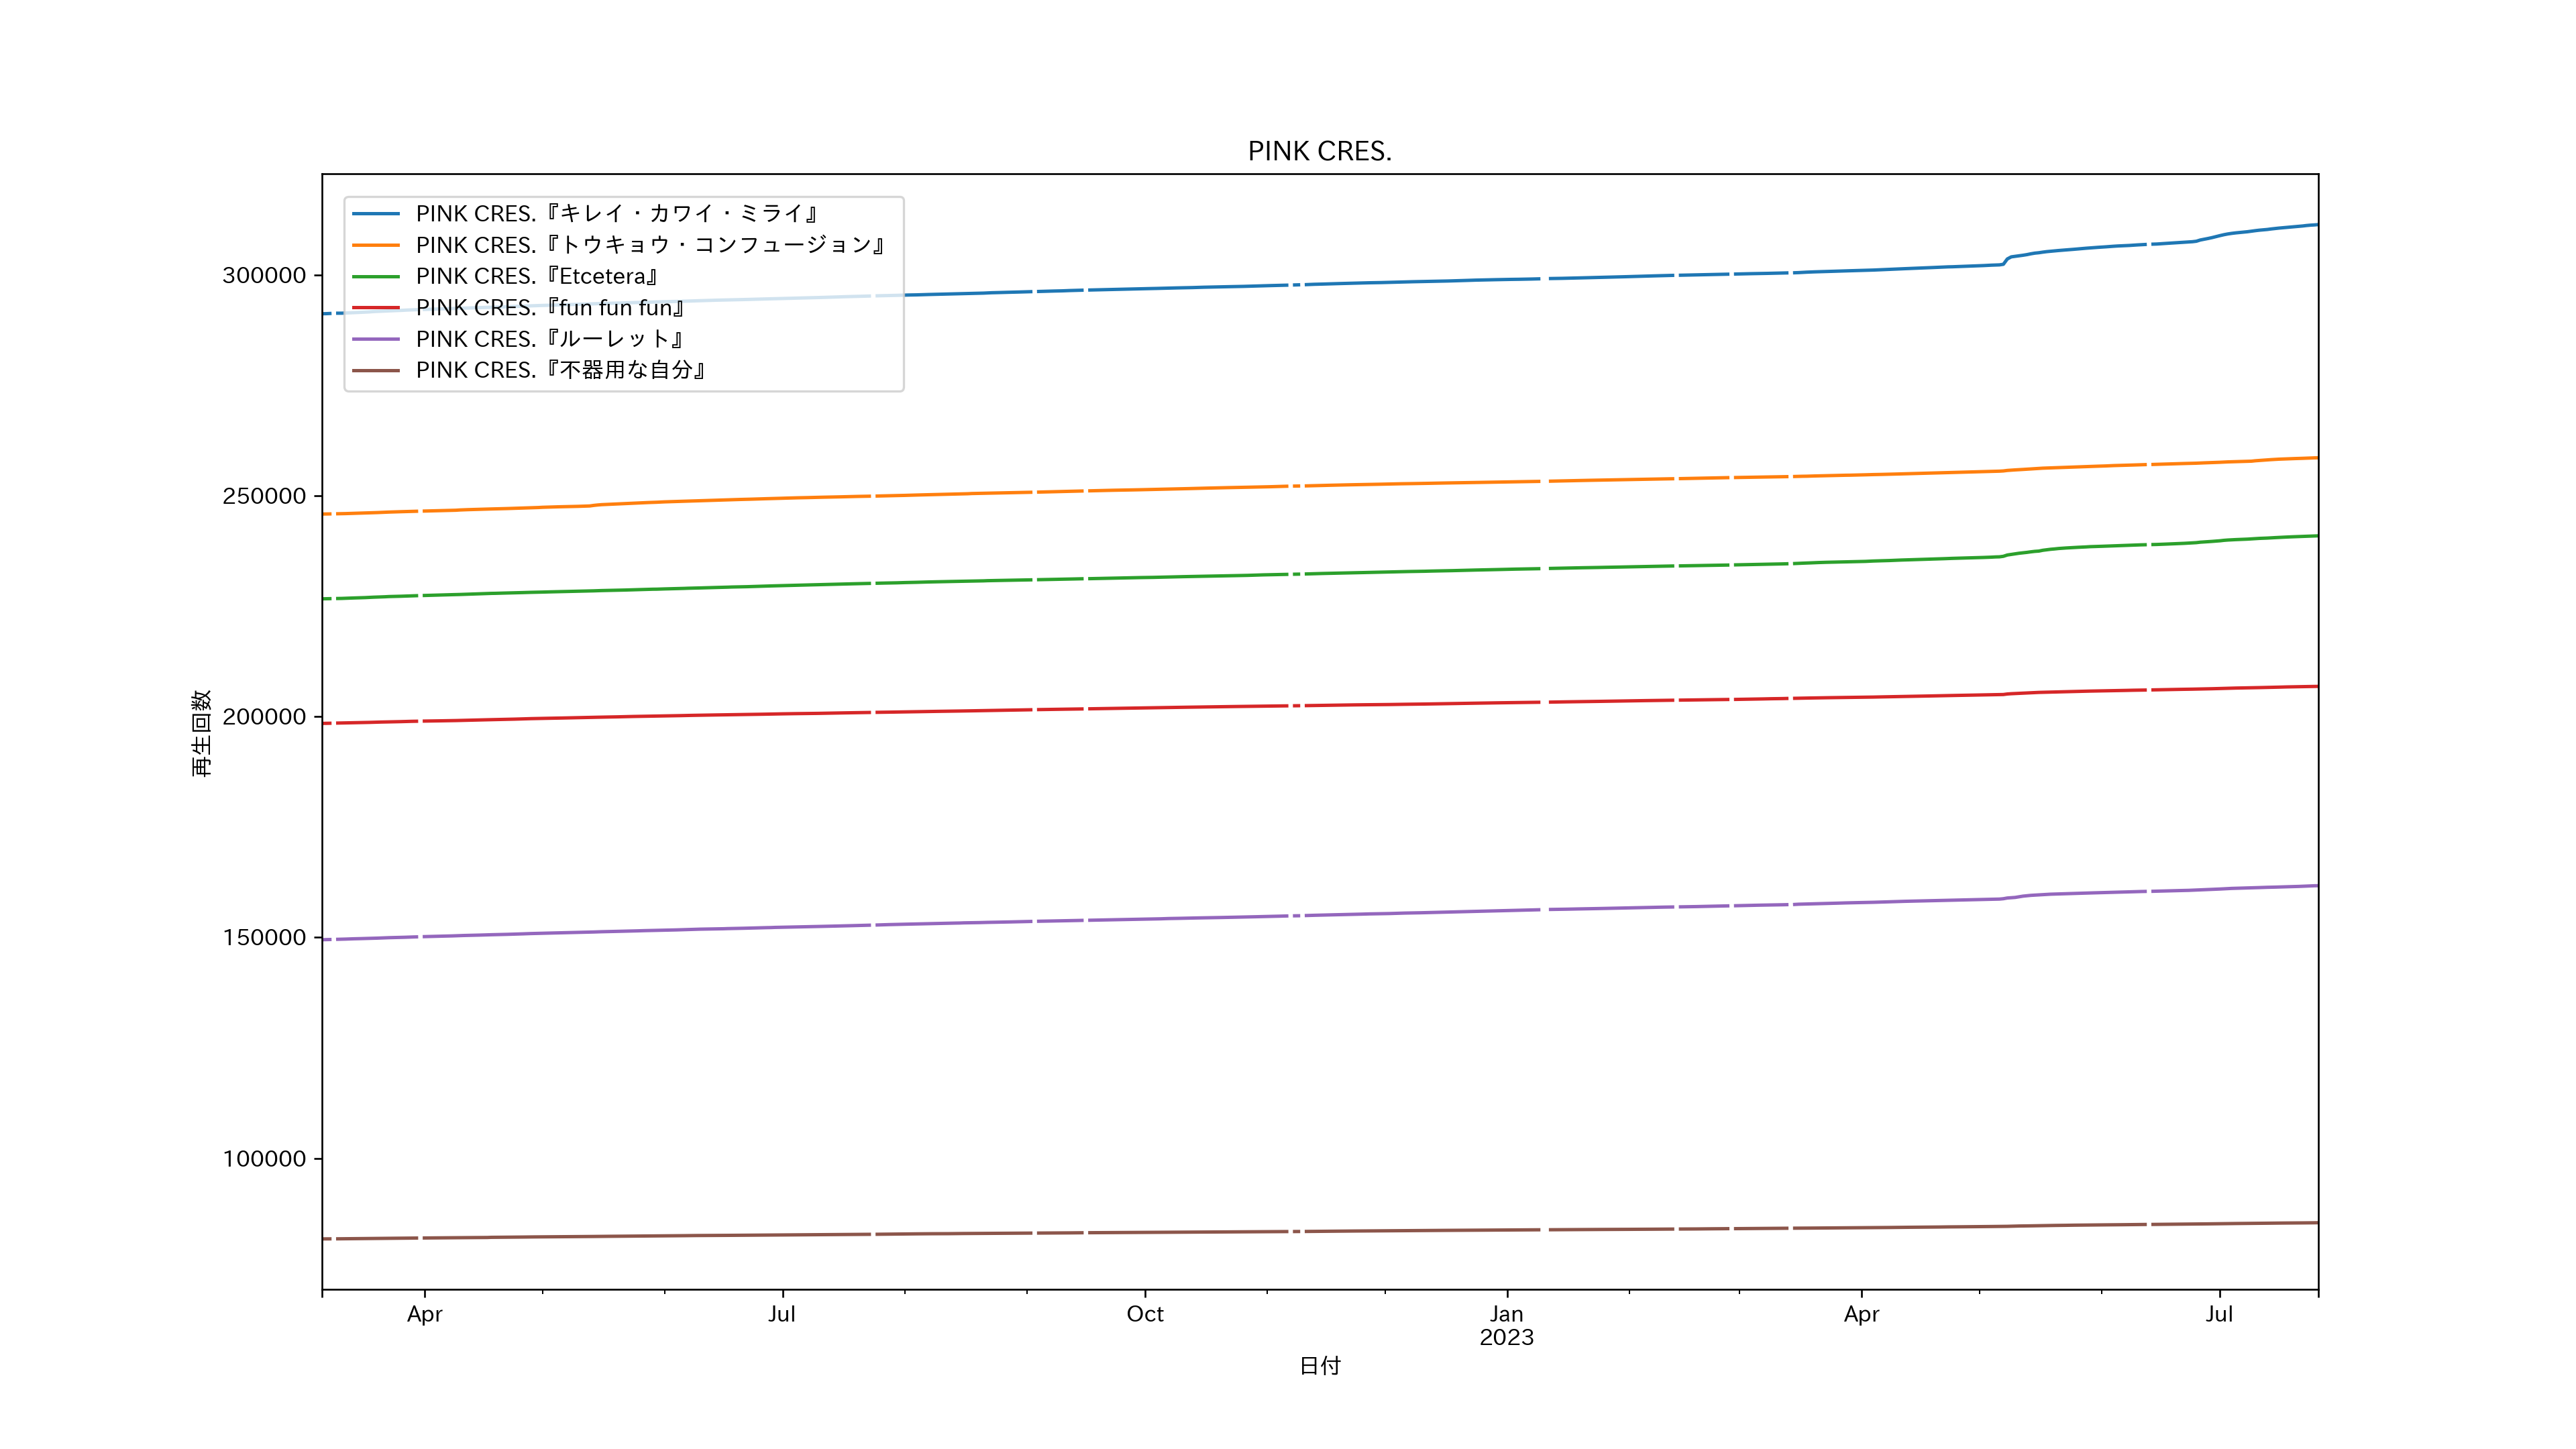 PINK CRES.
PINK CRES.『キレイ・カワイ・ミライ』
PINK CRES.『トウキョウ・コンフュージョン』
PINK CRES.『Etcetera』
PINK CRES.『fun fun fun』
PINK CRES.『ルーレット』
PINK CRES.『不器用な自分』
300000
250000
200000
150000
100000
再生回数
Apr
Jul
Oct
Jan
2023
Apr
Jul
日付